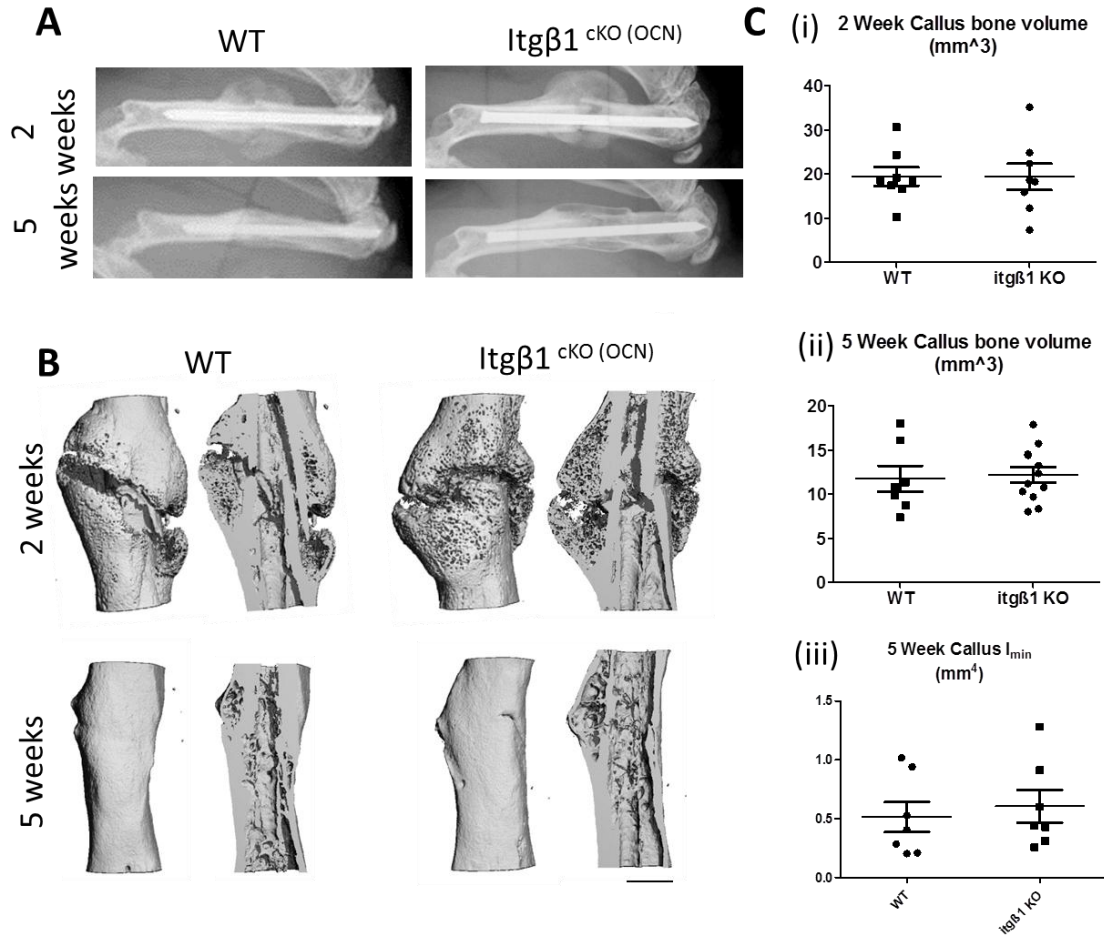 A
WT
Itgβ1 cKO (OCN)
2
weeks
5
weeks
B
WT
Itgβ1 cKO (OCN)
2 weeks
5 weeks
C
(i)
2 Week Callus bone volume
(mm^3)
40
30
20
10
0
WT
itgß1 KO
(ii)
5 Week Callus bone volume
(mm^3)
20
15
10
5
0
WT
itgß1 KO
(iii)
5 Week Callus Imin
(mm4)
1.5
1.0
0.5
0.0
WT
itgß1 KO